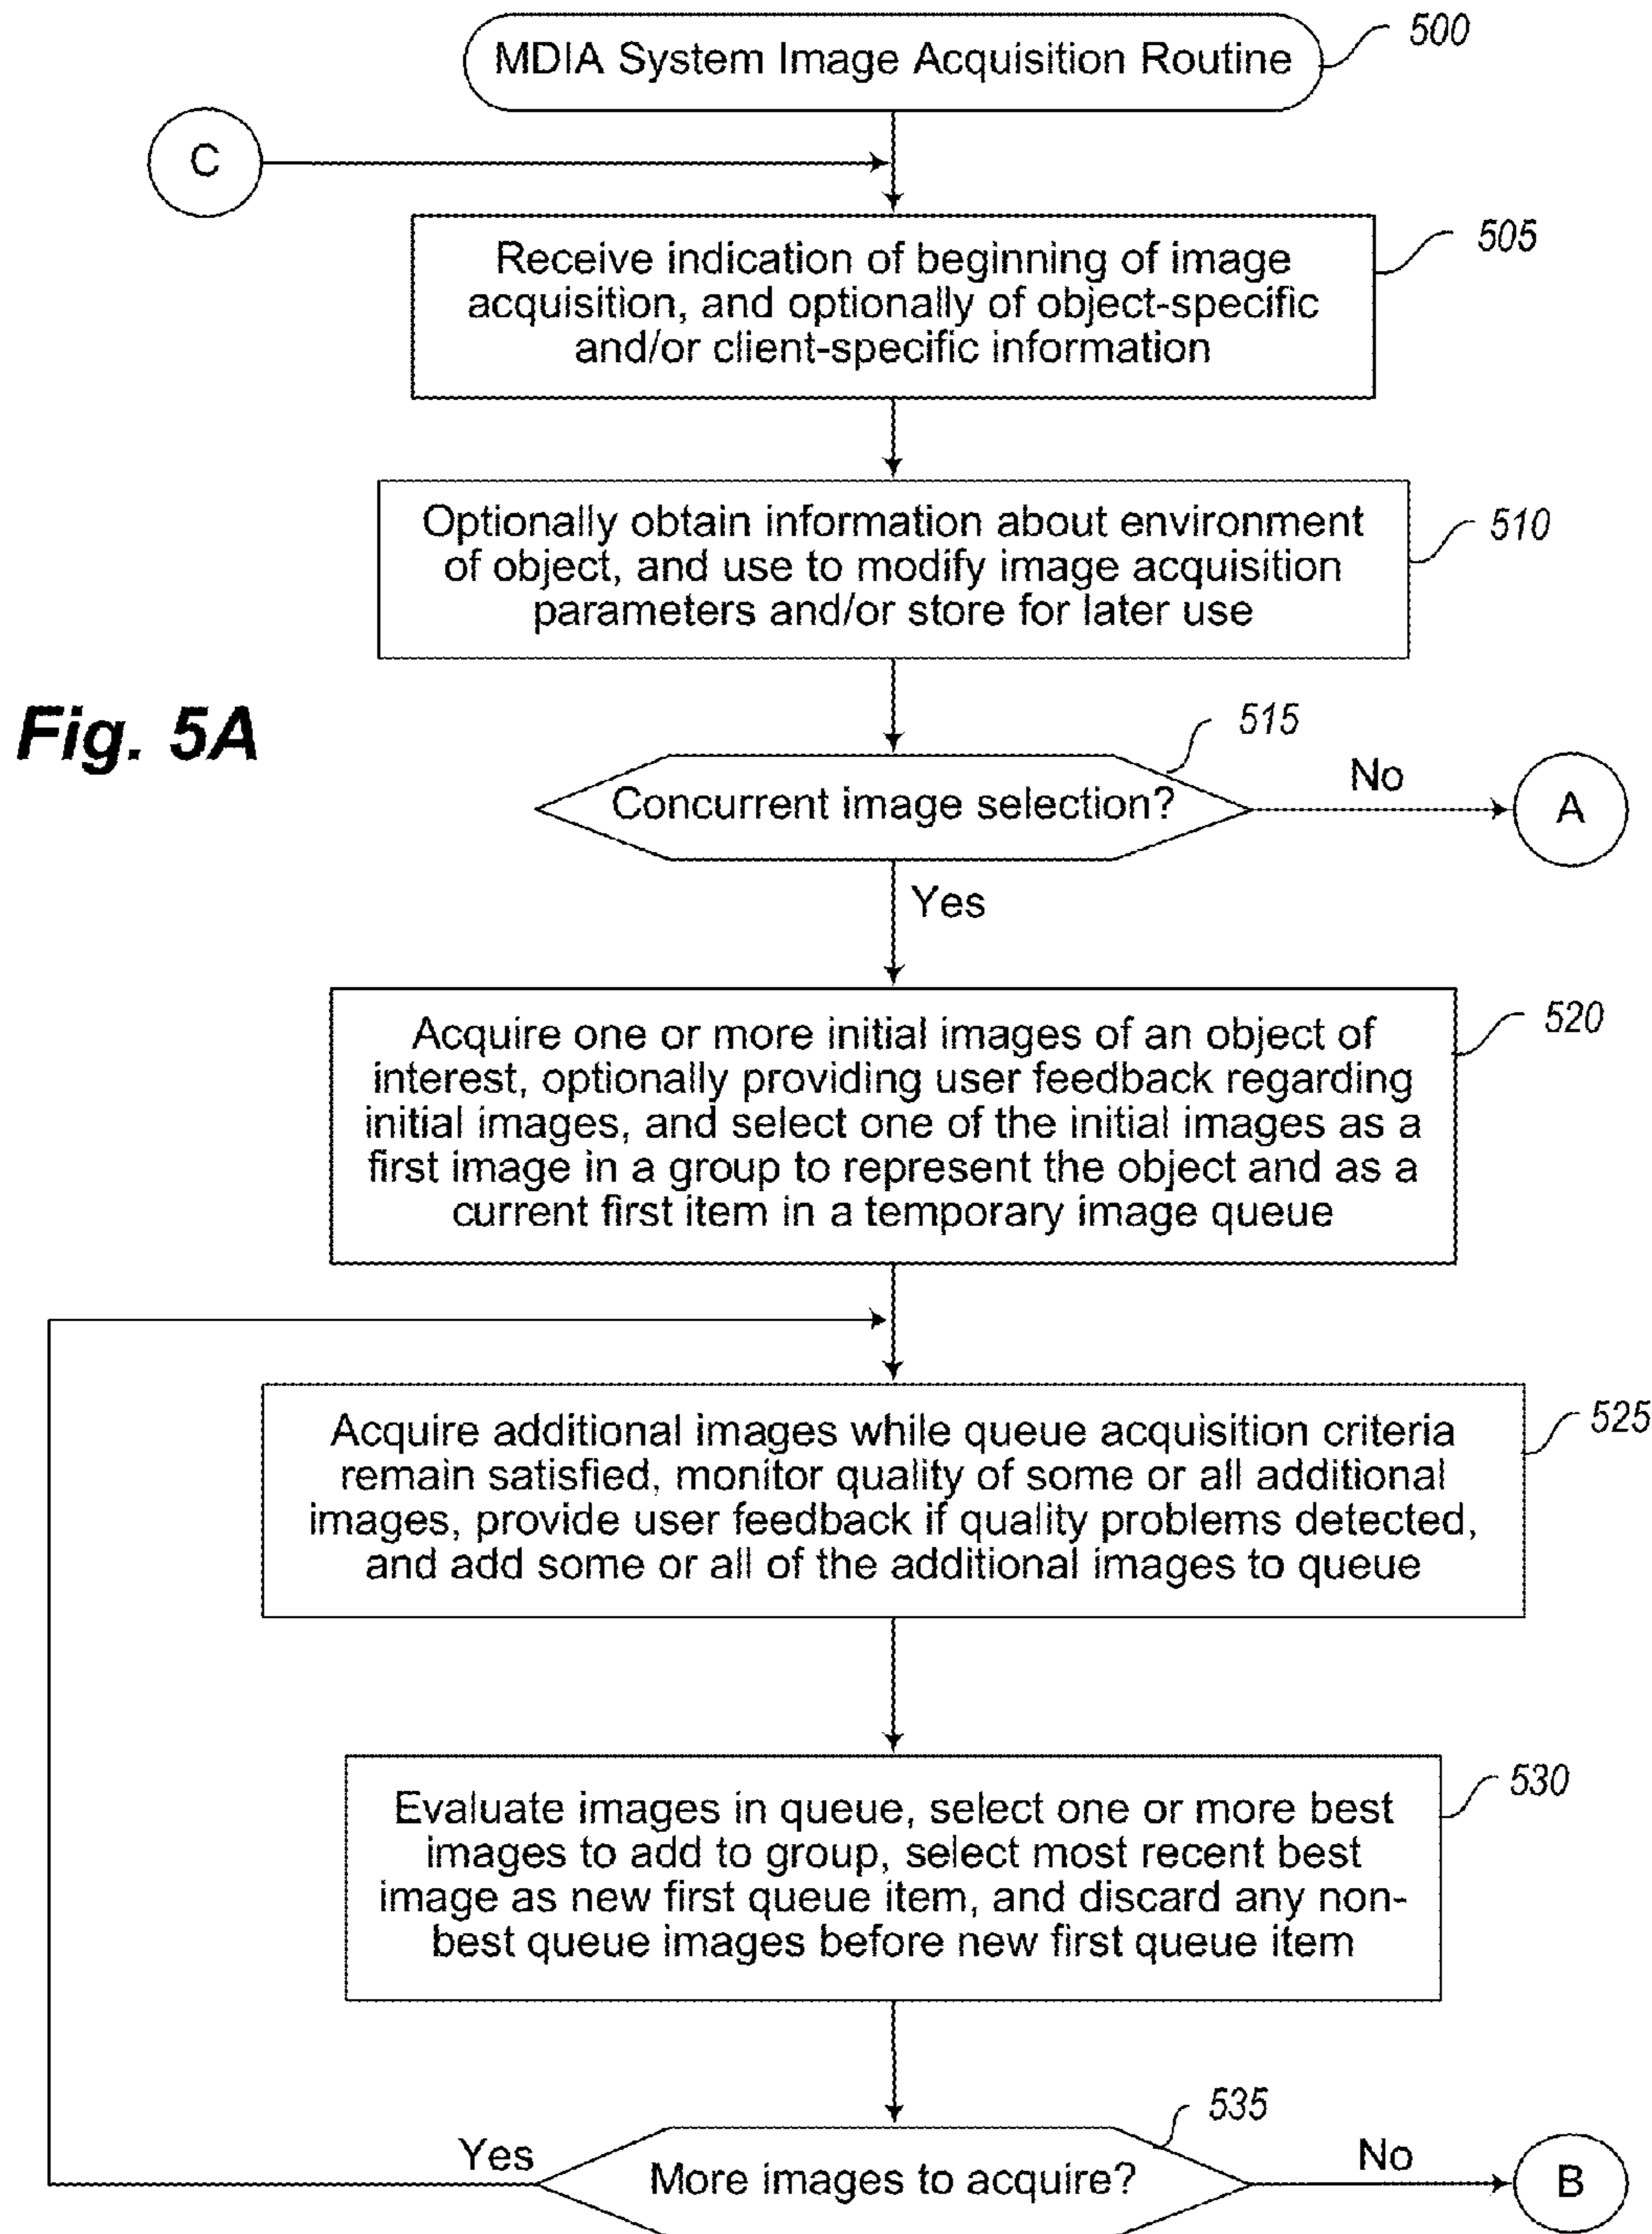 MDIA System Image Acquisition Routine
500
C
Receive indication of beginning of image
acquisition, and optionally of object-specific
and/or client-specific information
505
Optionally obtain information about environment
of object, and use to modify image acquisition
parameters and/or store for later use
510
Fig. 5A
515
Concurrent image selection?
No
A
Yes
Acquire one or more initial images of an object of
interest, optionally providing user feedback regarding
initial images, and select one of the initial images as a
first image in a group to represent the object and as a
current first item in a temporary image queue
520
Acquire additional images while queue acquisition criteria
remain satisfied, monitor quality of some or all additional
images, provide user feedback if quality problems detected,
and add some or all of the additional images to queue
525
Evaluate images in queue, select one or more best
images to add to group, select most recent best
image as new first queue item, and discard any non-
best queue images before new first queue item
530
535
Yes
More images to acquire?
No
B